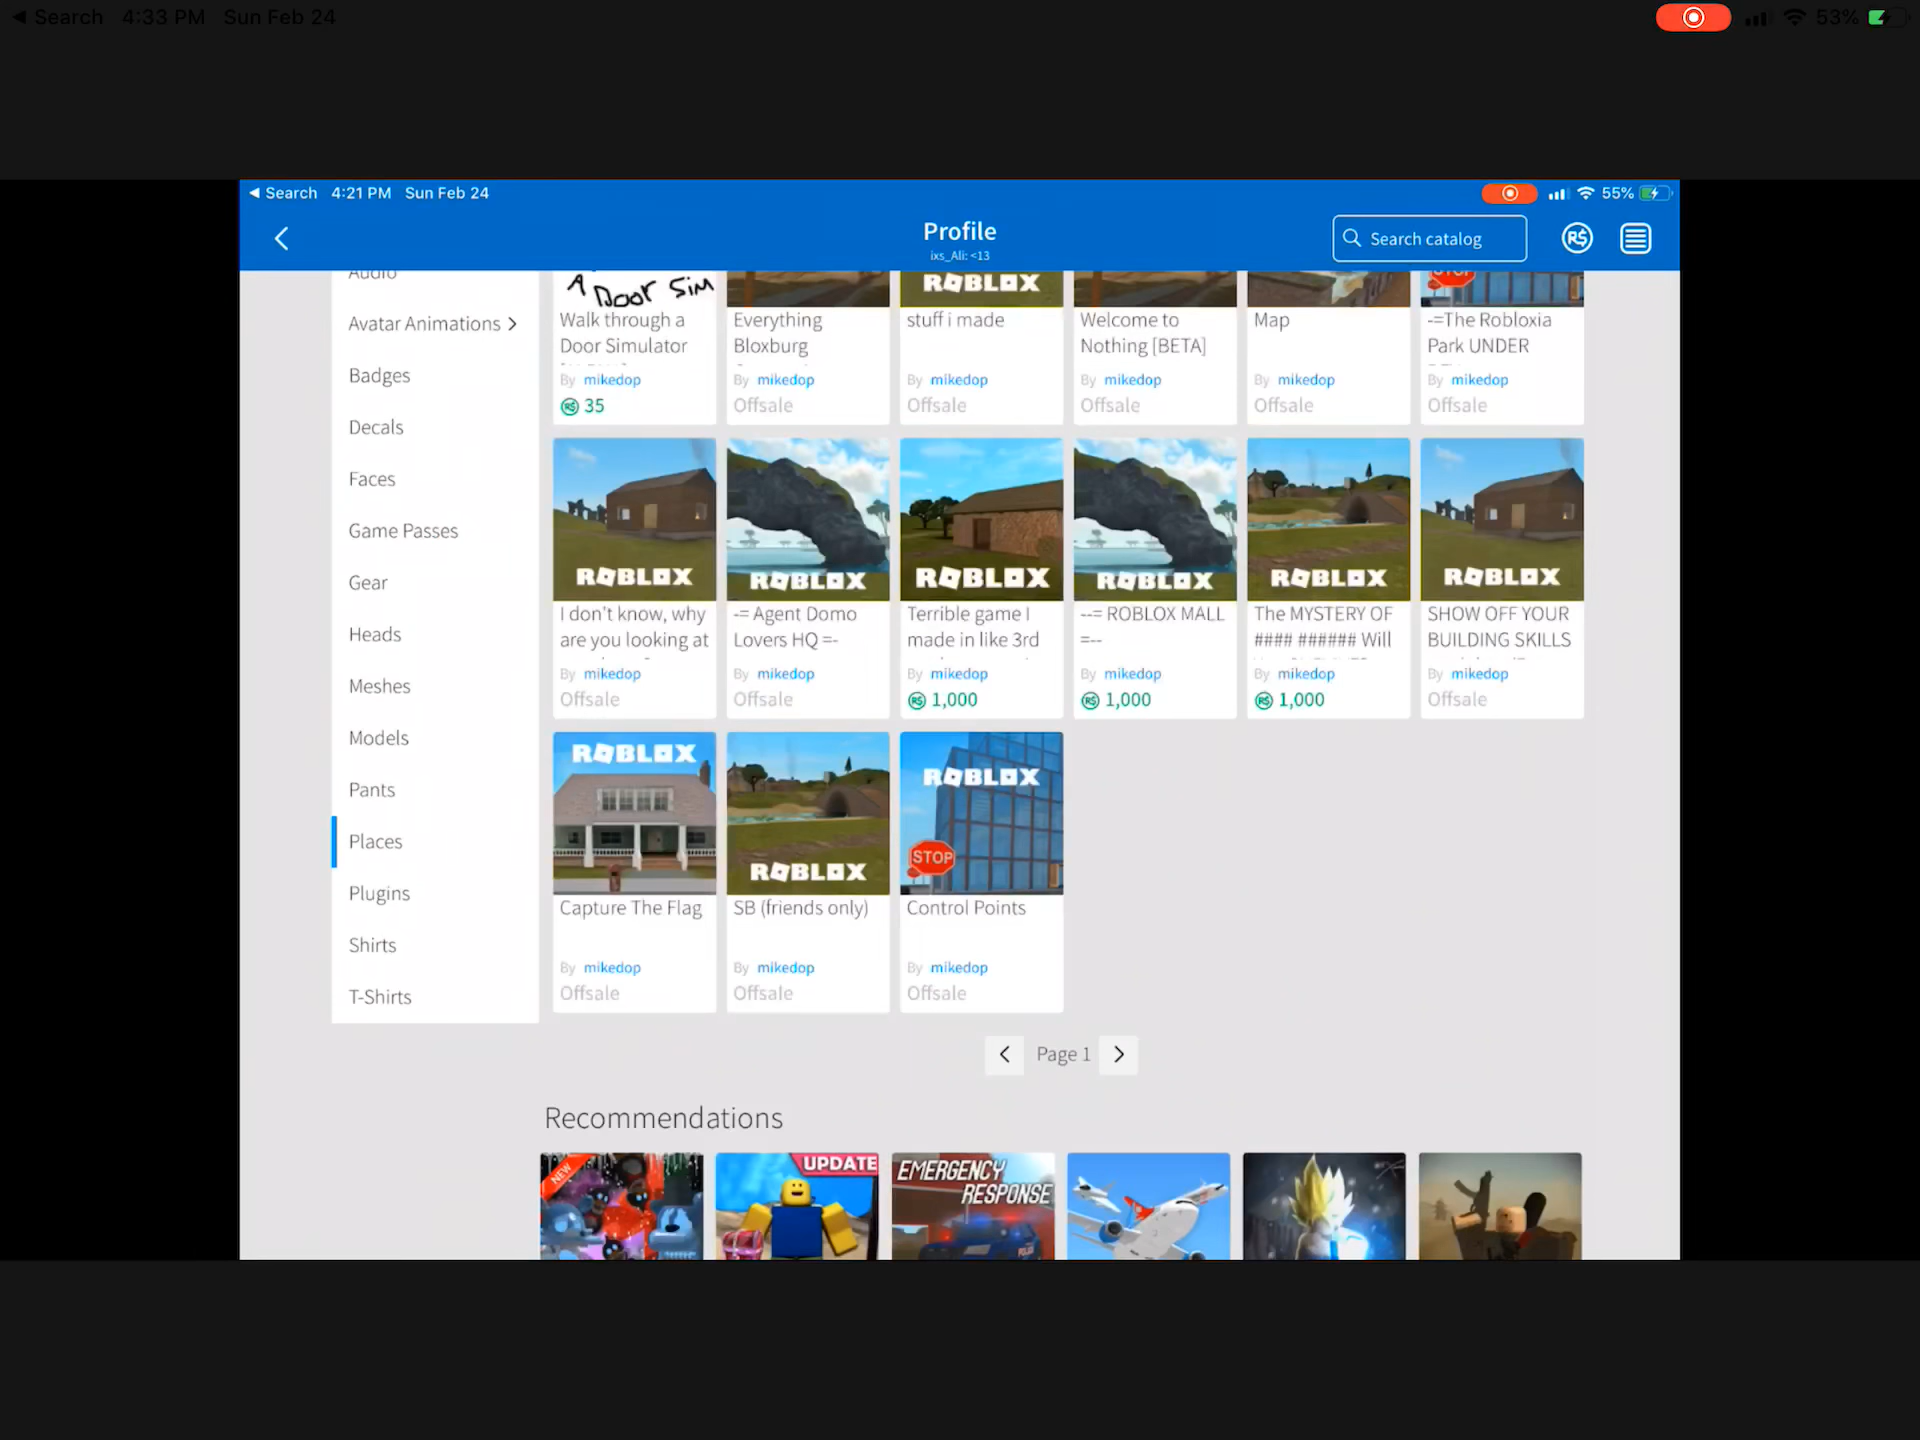 Search 4:33 PM Sun Feb 24
53%
Search 4:21 PM Sun Feb 24
55%
Profile
ixs_Ali: <13
Search catalog
Audio
Avatar Animations
Badges
Decals
Faces
Game Passes
Gear
Heads
Meshes
Models
Pants
Places
Plugins
Shirts
T-Shirts
A Door Sim
Walk through a
Door Simulator
By mikedop
35
Everything
Bloxburg
By mikedop
Offsale
ROBLOX
stuff i made
By mikedop
Offsale
Welcome to
Nothing [BETA]
By mikedop
Offsale
Map
By mikedop
Offsale
STOP
-=The Robloxia
Park UNDER
By mikedop
Offsale
ROBLOX
I don't know, why
are you looking at
By mikedop
Offsale
ROBLOX
-= Agent Domo
Lovers HQ =-
By mikedop
Offsale
ROBLOX
Terrible game I
made in like 3rd
By mikedop
1,000
ROBLOX
--= ROBLOX MALL
=--
By mikedop
1,000
ROBLOX
The MYSTERY OF
#### ###### Will
By mikedop
1,000
ROBLOX
SHOW OFF YOUR
BUILDING SKILLS
By mikedop
Offsale
ROBLOX
Capture The Flag
By mikedop
Offsale
ROBLOX
SB (friends only)
By mikedop
Offsale
ROBLOX
STOP
Control Points
By mikedop
Offsale
Page 1
Recommendations
NEW
UPDATE
EMERGENCY
RESPONSE